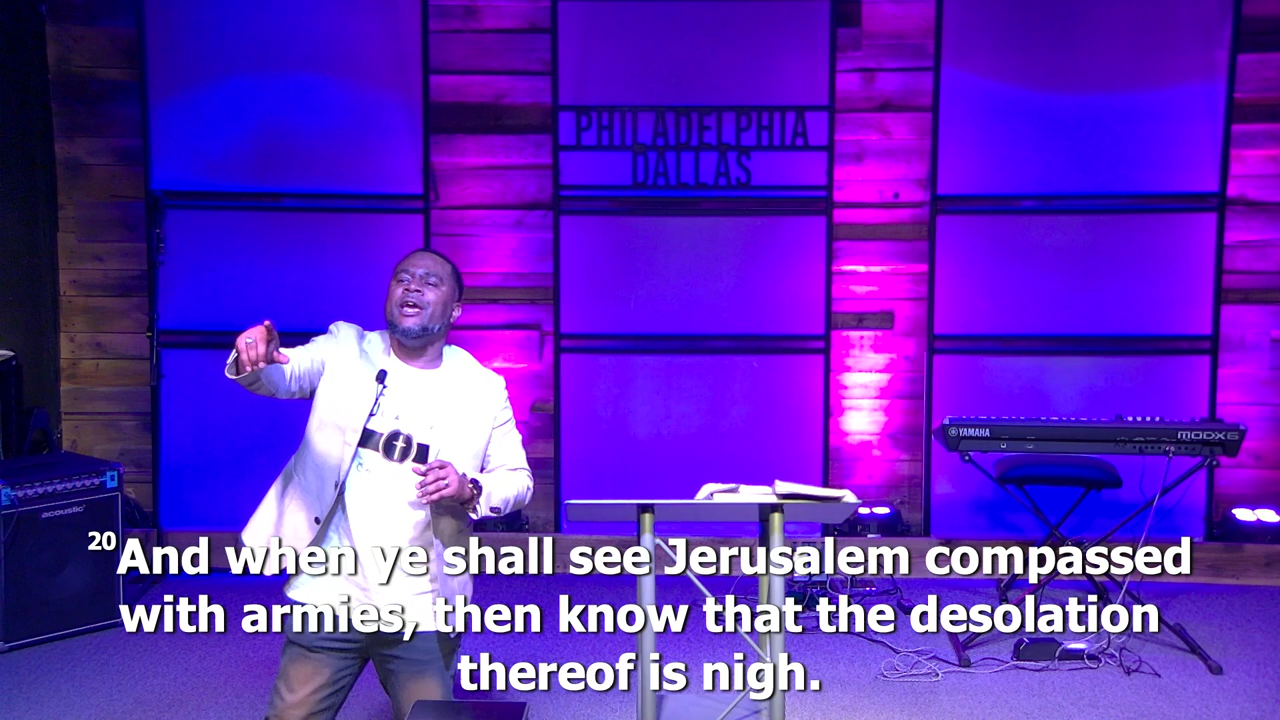 PHILADELPHIA
DALLAS
YAMAHA
MODX6
acoustic
20 And when ye shall see Jerusalem compassed
with armies, then know that the desolation
thereof is nigh.